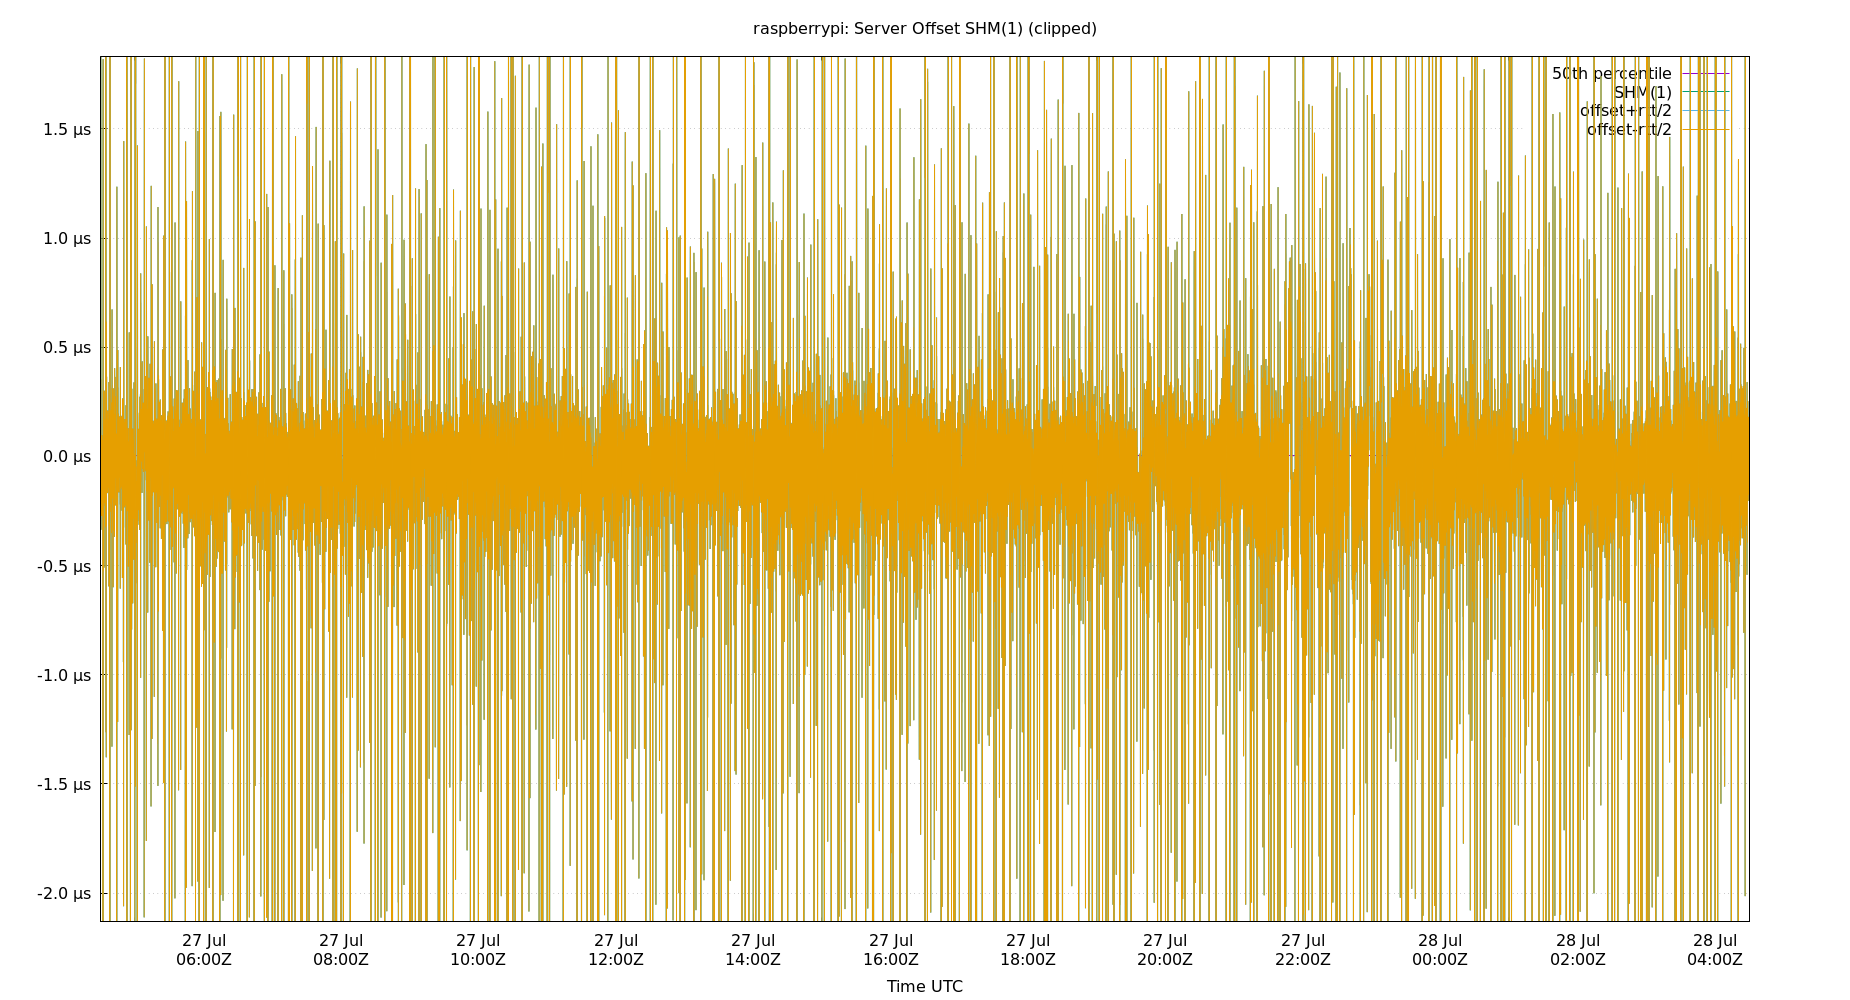 raspberrypi: Server Offset SHM(1) (clipped)
50th percentile
SHM(1)
offset+rtt/2
offset-rtt/2
1.5 µs
1.0 µs
0.5 µs
0.0 µs
-0.5 µs
-1.0 µs
-1.5 µs
-2.0 µs
27 Jul 27 Jul 27 Jul 27 Jul 27 Jul 27 Jul 27 Jul 27 Jul 27 Jul 28 Jul 28 Jul 28 Jul
06:00Z 08:00Z 10:00Z 12:00Z 14:00Z 16:00Z 18:00Z 20:00Z 22:00Z 00:00Z 02:00Z 04:00Z
Time UTC